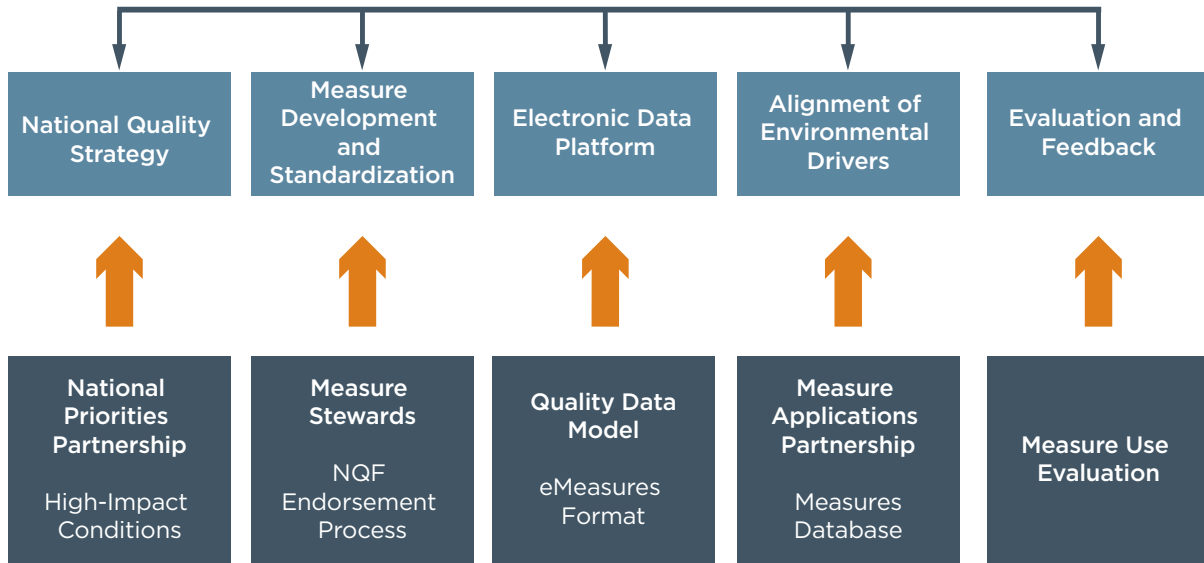 National Quality
Strategy
Measure
Development
and
Standardization
Electronic Data
Platform
Alignment of
Environmental
Drivers
Evaluation and
Feedback
National
Priorities
Partnership
High-Impact
Conditions
Measure
Stewards
NQF
Endorsement
Process
Quality Data
Model
eMeasures
Format
Measure
Applications
Partnership
Measures
Database
Measure Use
Evaluation